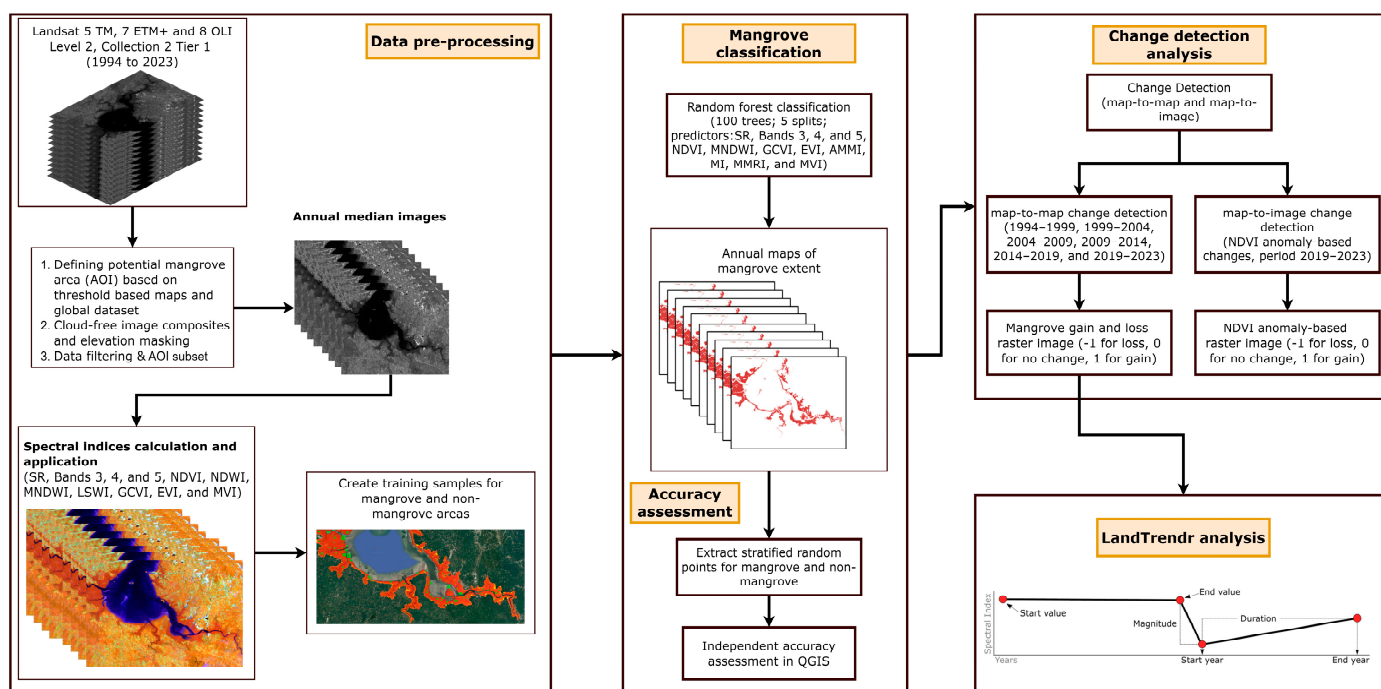 Landsat 5 TM, 7 ETM+ and 8 OLI
Level 2, Collection 2 Tier 1
(1994 to 2023)
Data pre-processing
1. Defining potential mangrove
area (AOI) based on
threshold based maps and
global dataset
2. Cloud-free image composites
and elevation masking
3. Data filtering & AOI subset
Annual median images
Spectral indices calculation and
application
(SR, Bands 3, 4, and 5, NDVI, NDWI,
MNDWI, LSWI, GCVI, EVI, and MVI)
Create training samples for
mangrove and non-
mangrove areas
Mangrove
classification
Random forest classification
(100 trees; 5 splits;
predictors:SR, Bands 3, 4, and 5,
NDVI, MNDWI, GCVI, EVI, AMMI,
MI, MMRI, and MVI)
Annual maps of
mangrove extent
Accuracy
assessment
Extract stratified random
points for mangrove and non-
mangrove
Independent accuracy
assessment in QGIS
Change detection
analysis
Change Detection
(map-to-map and map-to-
image)
map-to-map change detection
(1994–1999, 1999–2004,
2004–2009, 2009–2014,
2014–2019, and 2019–2023)
map-to-image change
detection
(NDVI anomaly-based
changes, period 2019–2023)
Mangrove gain and loss
raster image (-1 for loss, 0
for no change, 1 for gain)
NDVI anomaly-based
raster image (-1 for loss, 0
for no change, 1 for gain)
LandTrendr analysis
Spectral Index
Start value
End value
Magnitude
Duration
Years
Start year
End year